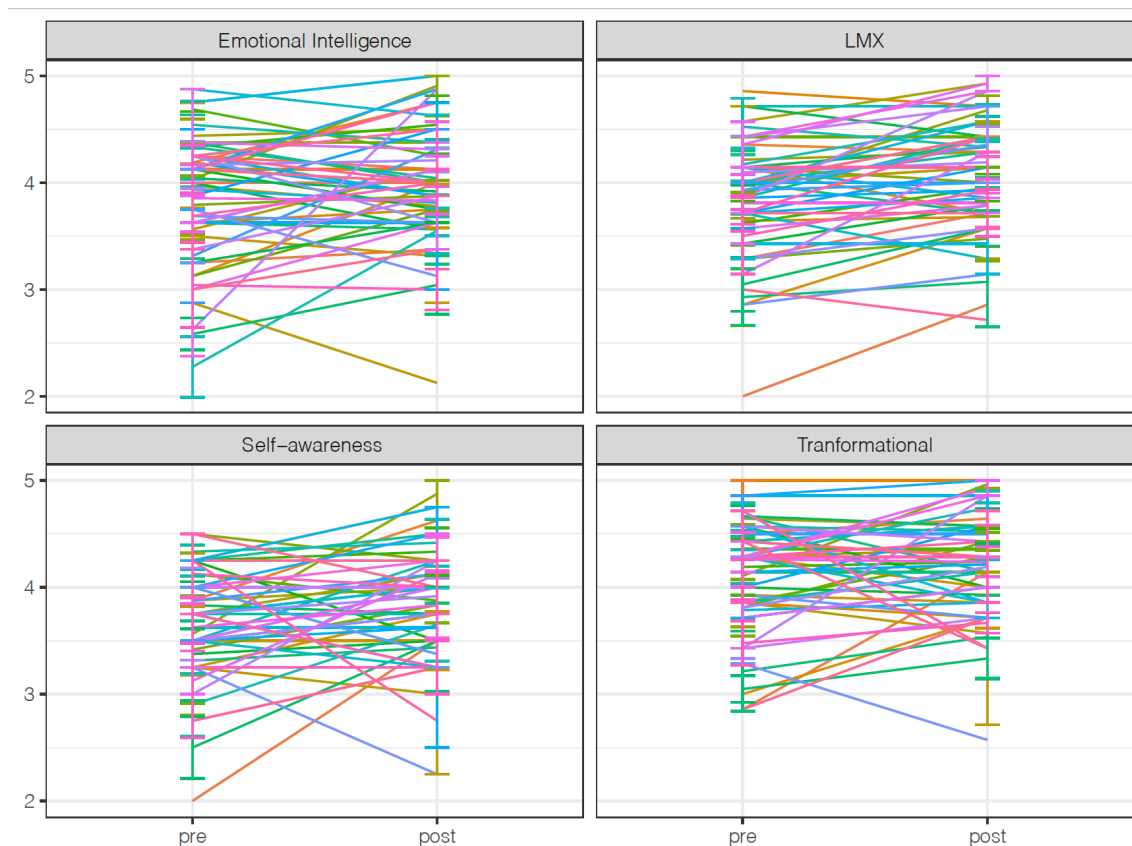 Emotional Intelligence
LMX
5
4
3
2
Self−awareness
Tranformational
5
4
3
2
pre
post
pre
post